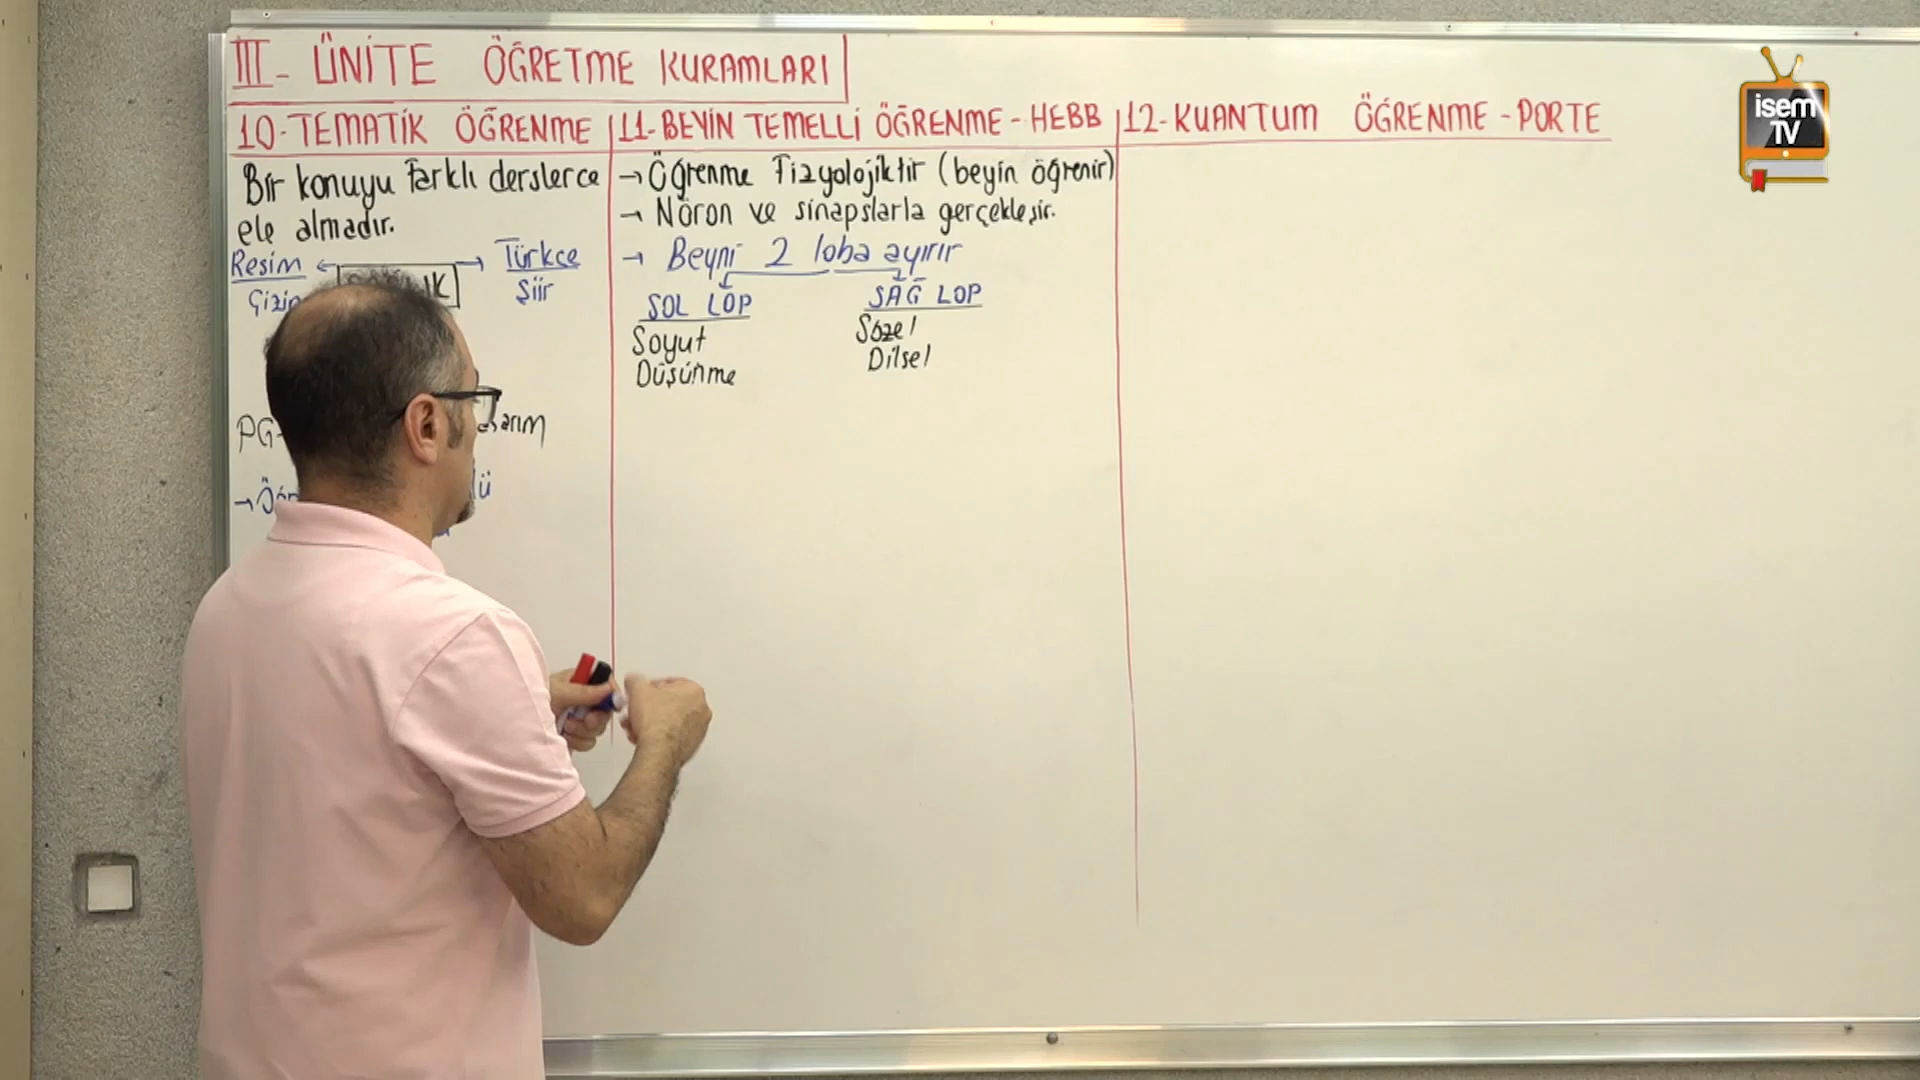 III- ÜNİTE ÖĞRETME KURAMLARI
10-TEMATİK ÖĞRENME
Bir konuyu farklı derslerce
ele almadır.
Resim
Türkçe
Şiir
PG-
11-BEYİN TEMELLİ ÖĞRENME - HEBB
→ Öğrenme Fizyolojiktir (beyin öğrenir)
→ Nöron ve sinapslarla gerçekleşir.
→ Beyni 2 loba ayırır
SOL LOP
SAĞ LOP
Soyut
Düşünme
Sözel
Dilsel
12-KUANTUM ÖĞRENME - PORTE
isem
TV